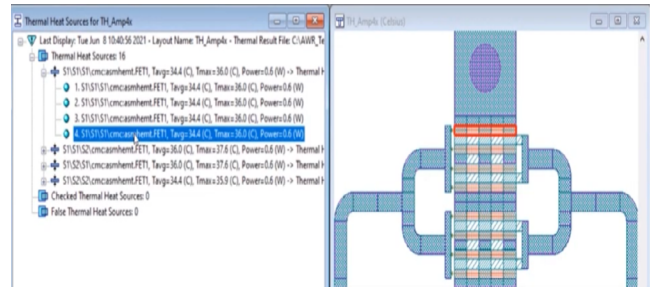 Thermal Heat Sources for TH_Amp4x
Last Display: Tue Jun 8 10:40:56 2021 - Layout Name: TH_Amp4x - Thermal Result File: C:\AWR_Te
Thermal Heat Sources: 16
S1\S1\S1\cmc:asmhemt.FET1, Tavg=34.4 (C), Tmax=36.0 (C), Power=0.6 (W) -> Thermal H
1. S1\S1\S1\cmc:asmhemt.FET1, Tavg=34.4 (C), Tmax=36.0 (C), Power=0.6 (W)
2. S1\S1\S1\cmc:asmhemt.FET1, Tavg=34.4 (C), Tmax=36.0 (C), Power=0.6 (W)
3. S1\S1\S1\cmc:asmhemt.FET1, Tavg=34.4 (C), Tmax=36.0 (C), Power=0.6 (W)
4. S1\S1\S1\cmc:asmhemt.FET1, Tavg=34.4 (C), Tmax=36.0 (C), Power=0.6 (W)
S1\S1\S2\cmc:asmhemt.FET1, Tavg=36.0 (C), Tmax=37.6 (C), Power=0.6 (W) -> Thermal H
S1\S2\S1\cmc:asmhemt.FET1, Tavg=36.0 (C), Tmax=37.6 (C), Power=0.6 (W) -> Thermal H
S1\S2\S2\cmc:asmhemt.FET1, Tavg=34.4 (C), Tmax=35.9 (C), Power=0.6 (W) -> Thermal H
Checked Thermal Heat Sources: 0
False Thermal Heat Sources: 0
TH_Amp4x (Celsius)